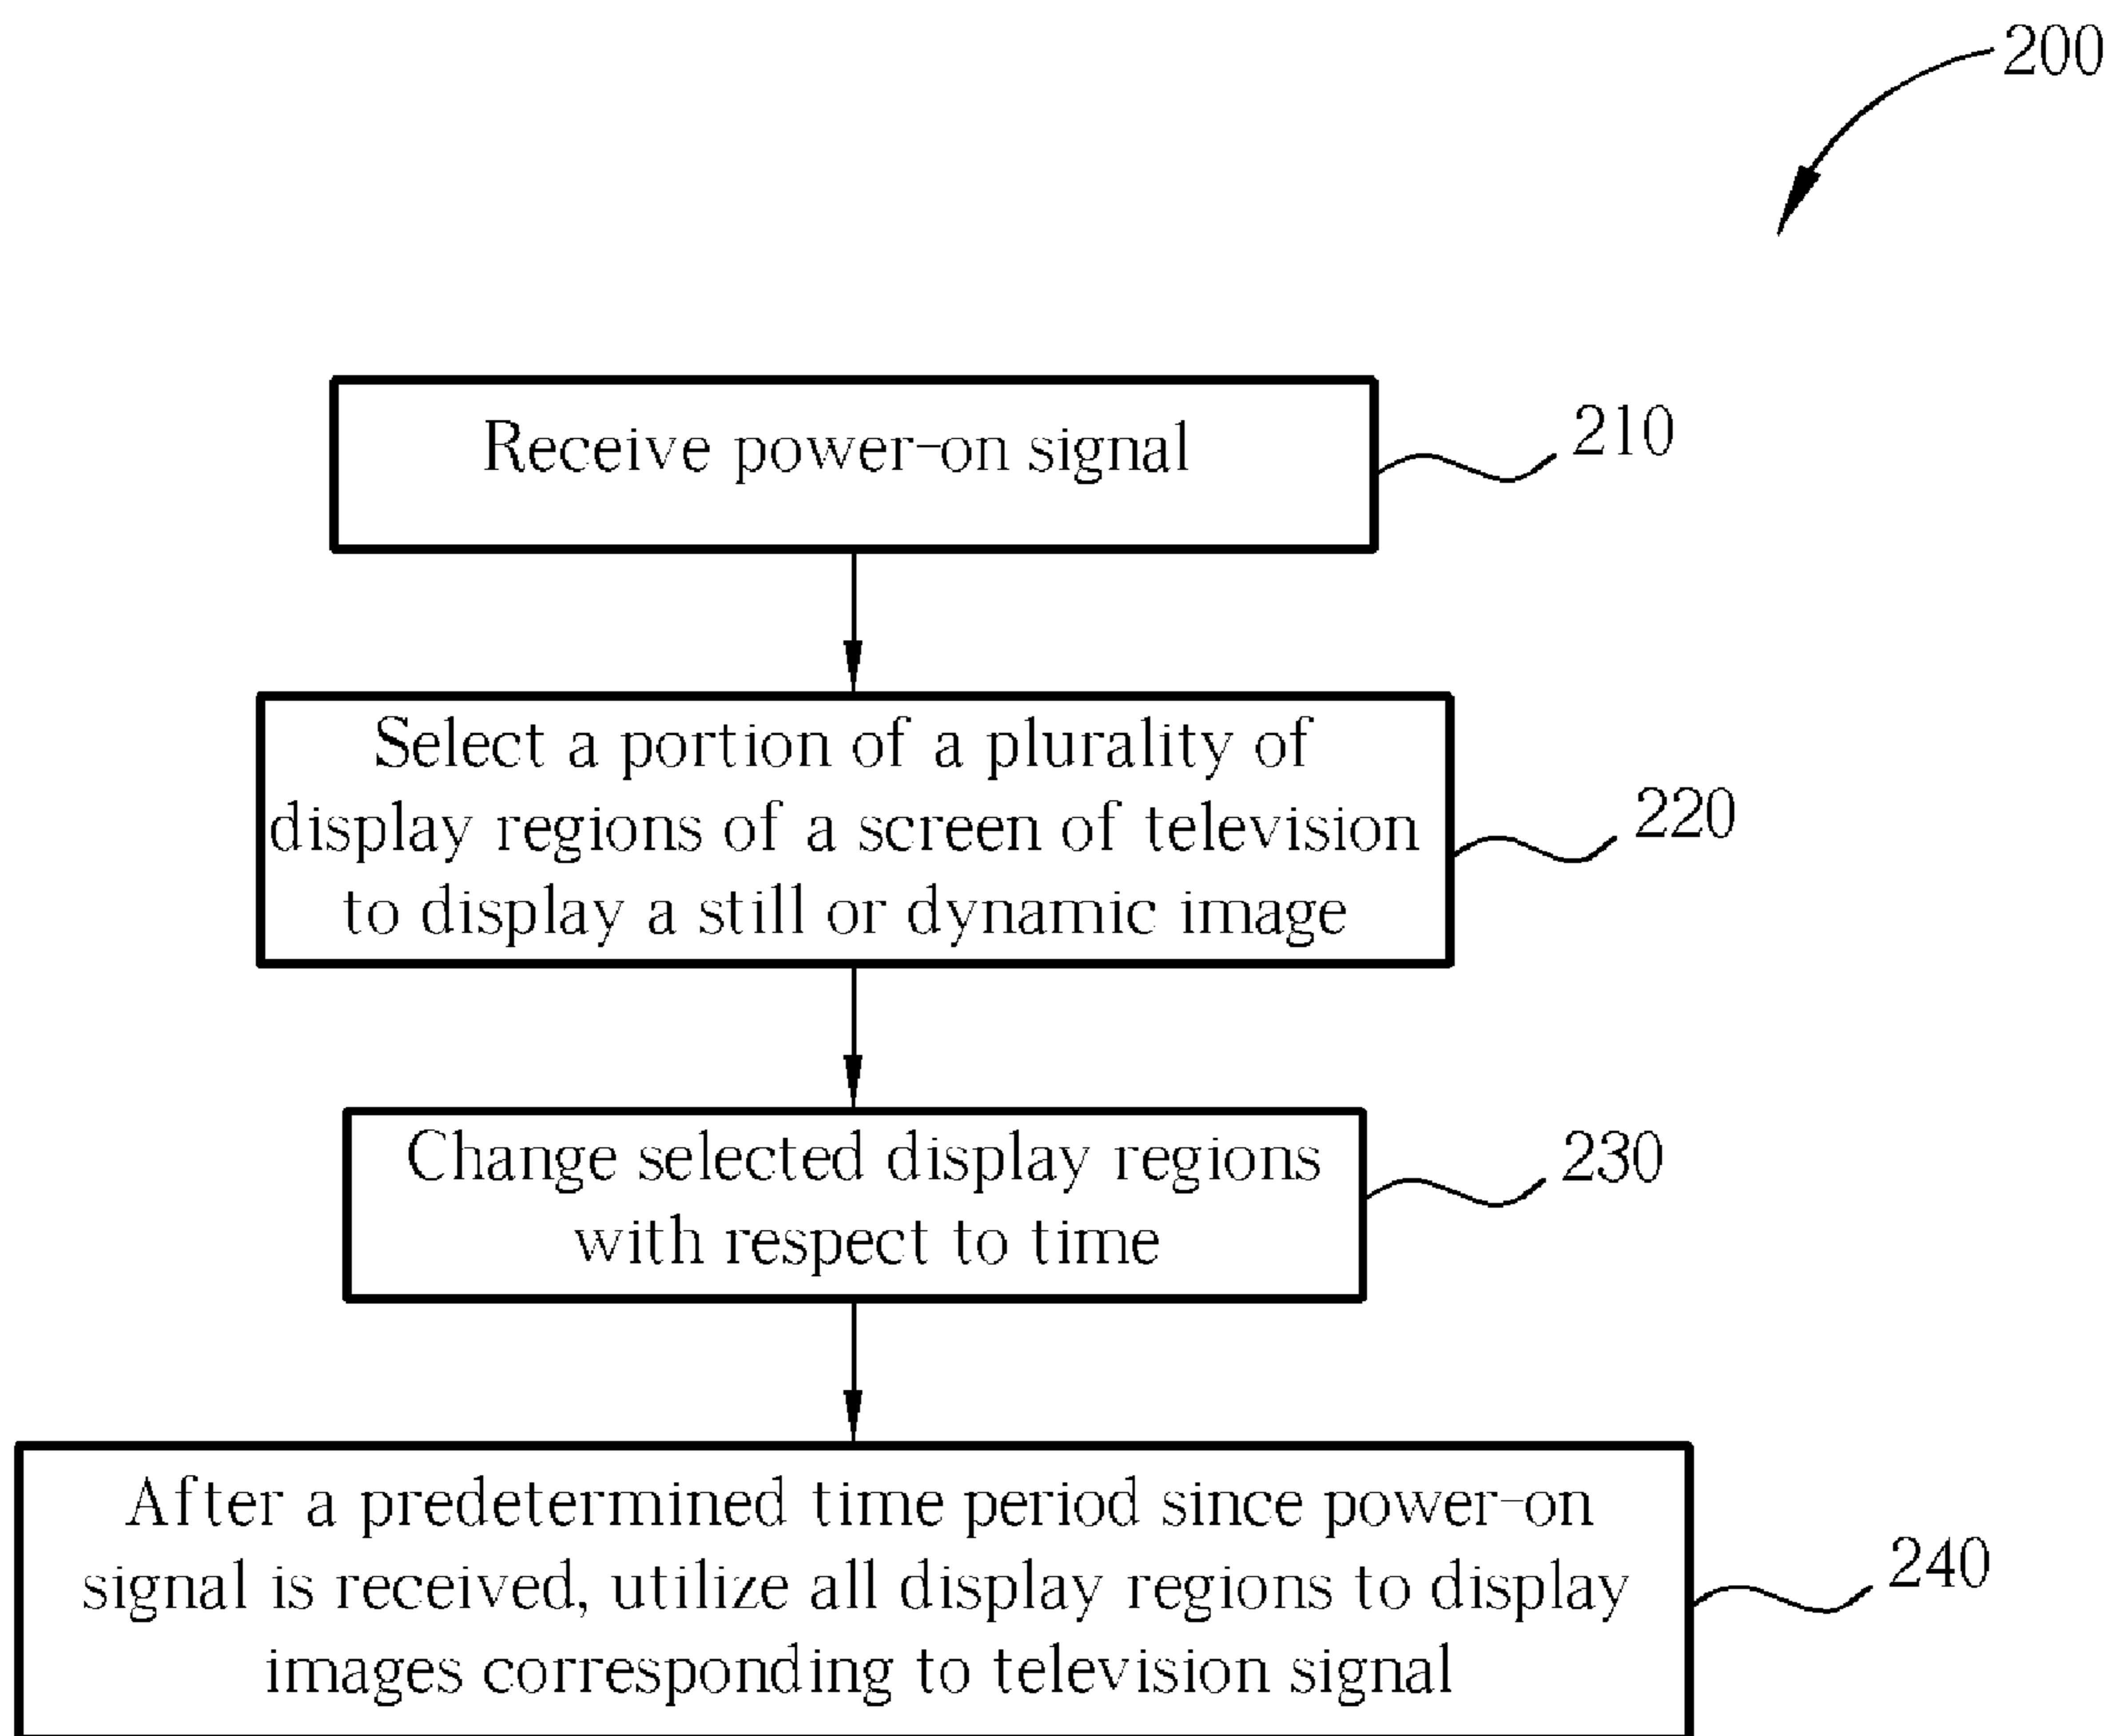 200
Receive power-on signal
210
Select a portion of a plurality of
display regions of a screen of television
to display a still or dynamic image
220
Change selected display regions
with respect to time
230
After a predetermined time period since power-on
signal is received, utilize all display regions to display
images corresponding to television signal
240